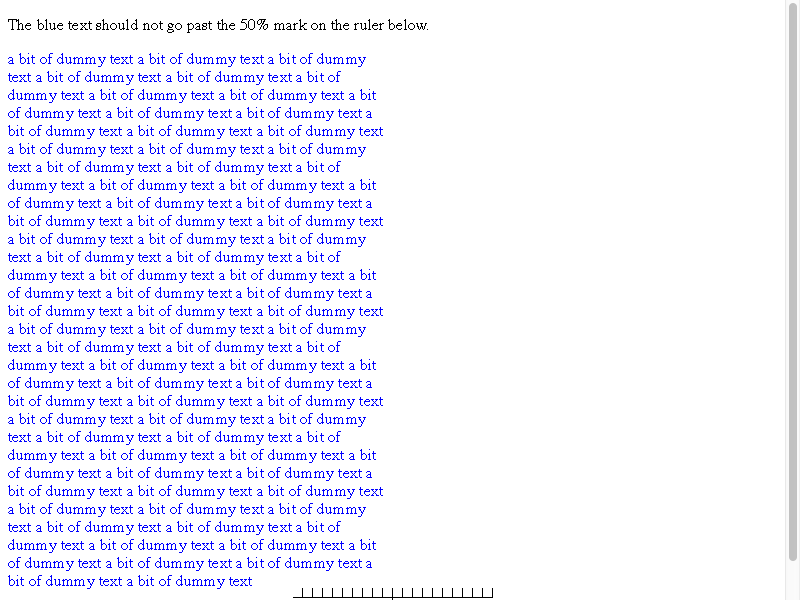 The blue text should not go past the 50% mark on the ruler below.
a bit of dummy text a bit of dummy text a bit of dummy
text a bit of dummy text a bit of dummy text a bit of
dummy text a bit of dummy text a bit of dummy text a bit
of dummy text a bit of dummy text a bit of dummy text a
bit of dummy text a bit of dummy text a bit of dummy text
a bit of dummy text a bit of dummy text a bit of dummy
text a bit of dummy text a bit of dummy text a bit of
dummy text a bit of dummy text a bit of dummy text a bit
of dummy text a bit of dummy text a bit of dummy text a
bit of dummy text a bit of dummy text a bit of dummy text
a bit of dummy text a bit of dummy text a bit of dummy
text a bit of dummy text a bit of dummy text a bit of
dummy text a bit of dummy text a bit of dummy text a bit
of dummy text a bit of dummy text a bit of dummy text a
bit of dummy text a bit of dummy text a bit of dummy text
a bit of dummy text a bit of dummy text a bit of dummy
text a bit of dummy text a bit of dummy text a bit of
dummy text a bit of dummy text a bit of dummy text a bit
of dummy text a bit of dummy text a bit of dummy text a
bit of dummy text a bit of dummy text a bit of dummy text
a bit of dummy text a bit of dummy text a bit of dummy
text a bit of dummy text a bit of dummy text a bit of
dummy text a bit of dummy text a bit of dummy text a bit
of dummy text a bit of dummy text a bit of dummy text a
bit of dummy text a bit of dummy text a bit of dummy text
a bit of dummy text a bit of dummy text a bit of dummy
text a bit of dummy text a bit of dummy text a bit of
dummy text a bit of dummy text a bit of dummy text a bit
of dummy text a bit of dummy text a bit of dummy text a
bit of dummy text a bit of dummy text